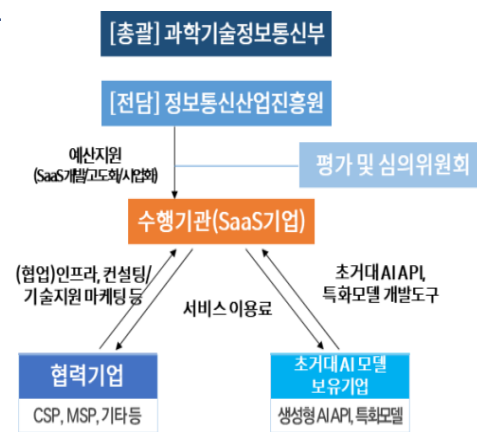 [총괄] 과학기술정보통신부
[전담] 정보통신산업진흥원
예산지원
(SaaS개발/고도화/사업화)
평가 및 심의위원회
수행기관(SaaS기업)
(협업)인프라, 컨설팅/
기술지원 마케팅 등
서비스 이용료
초거대 AI API,
특화모델 개발도구
협력기업
CSP, MSP, 기타 등
초거대 AI 모델
보유기업
생성형 AI API, 특화모델